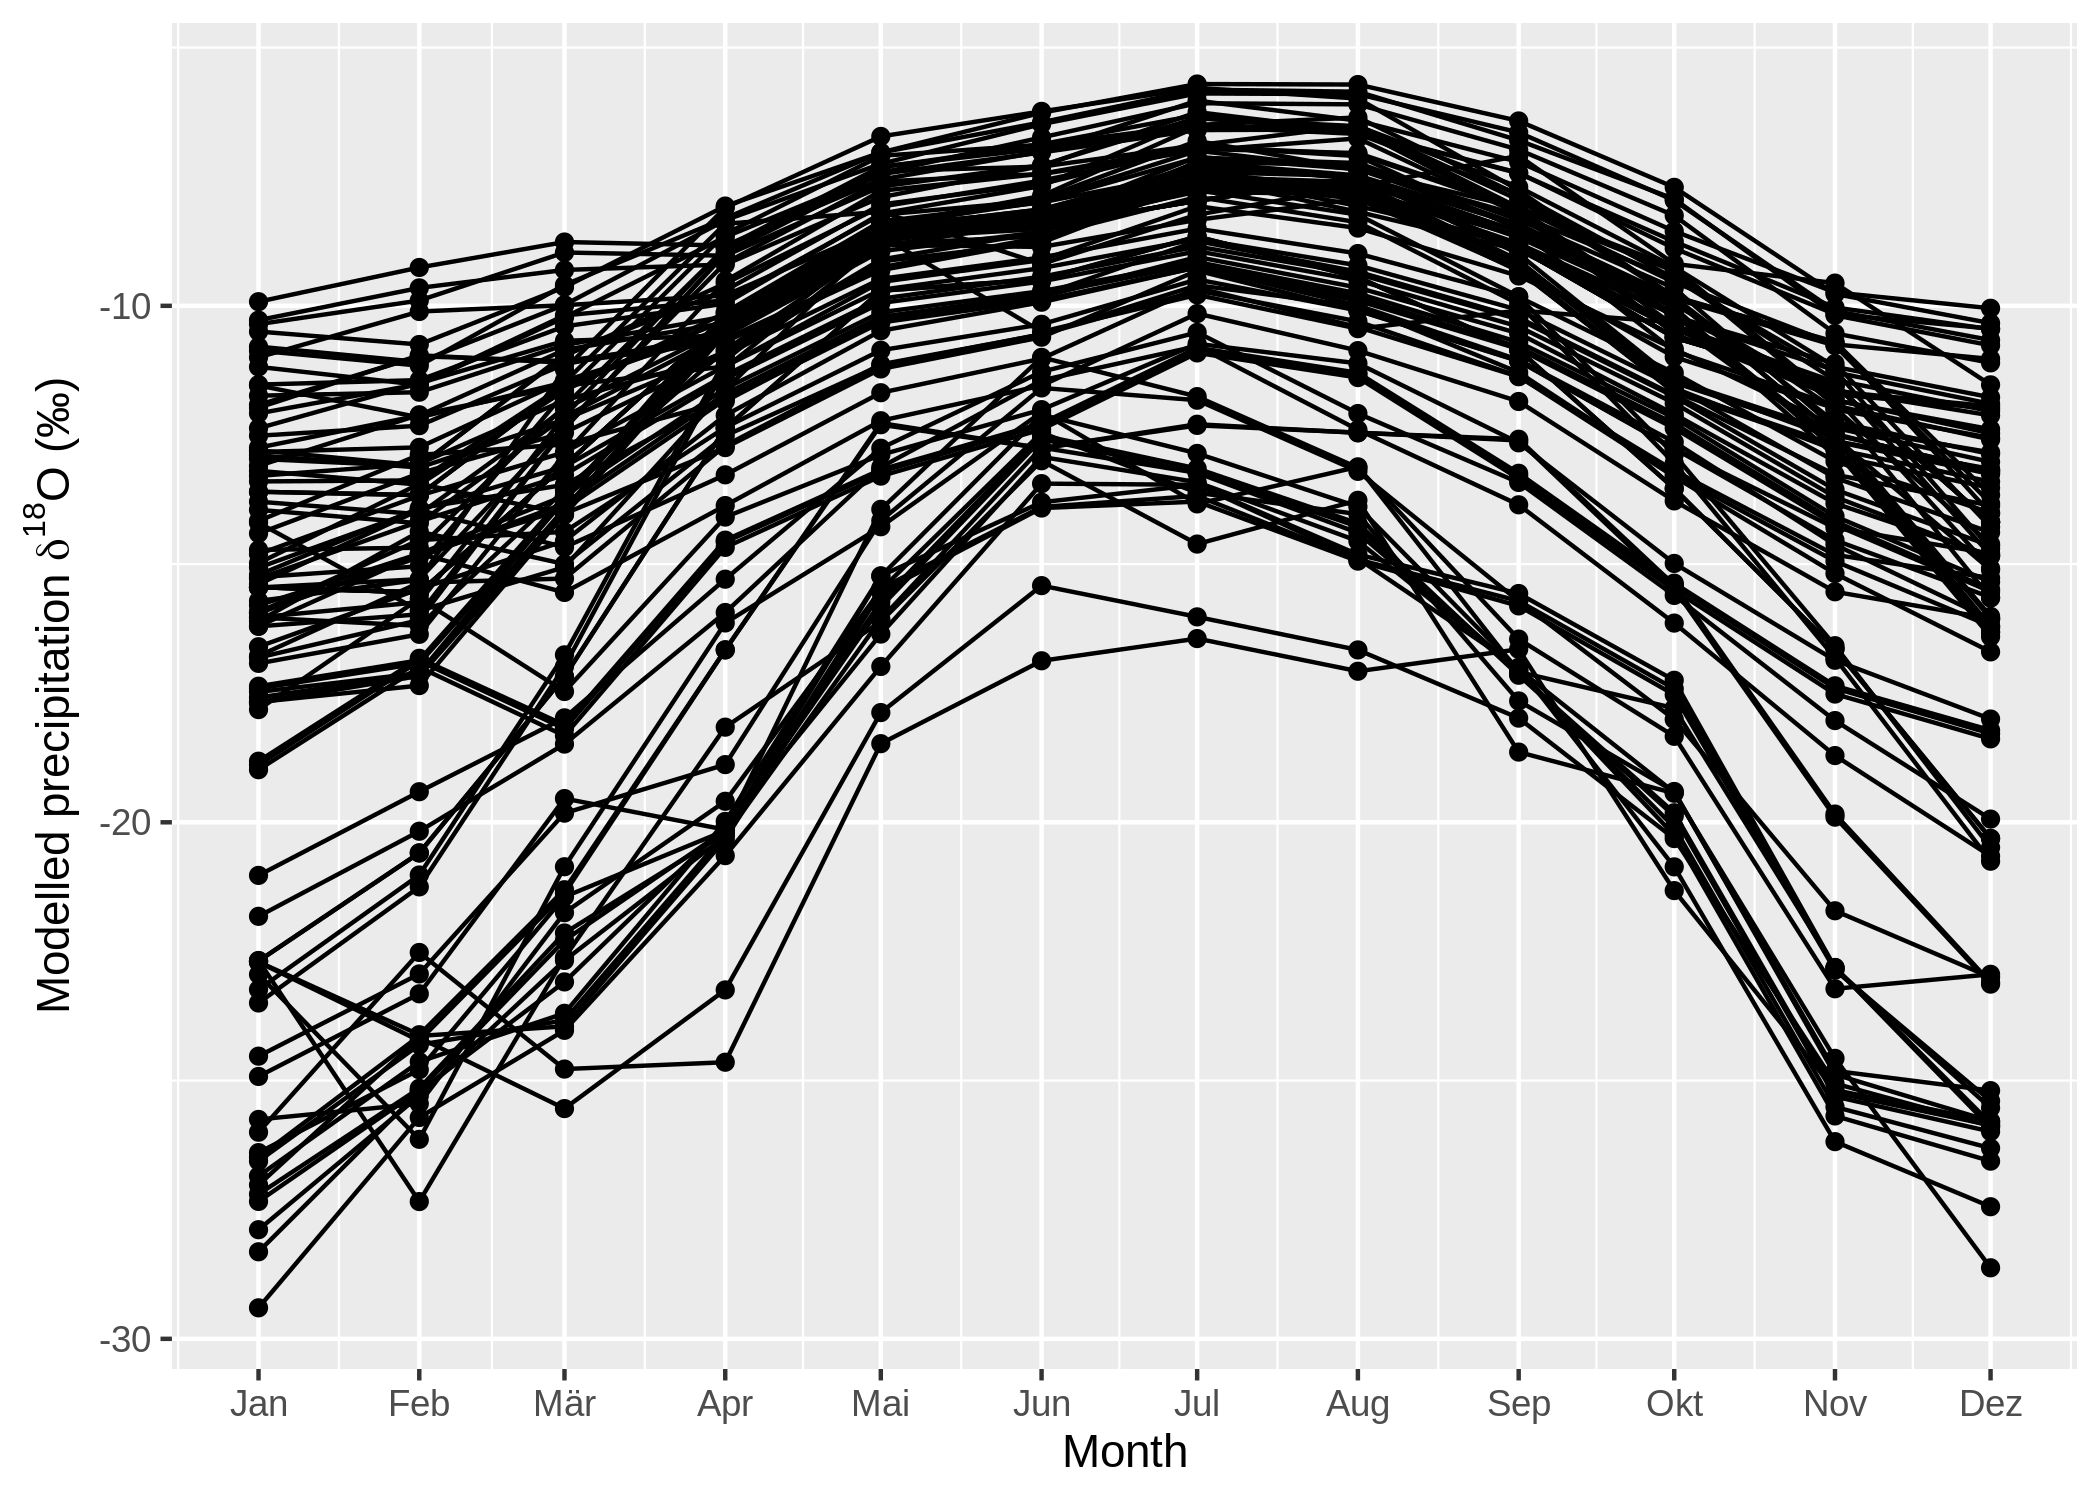 Modelled precipitation δ18O (‰)
-10
-20
-30
Jan Feb Mär Apr Mai Jun Jul Aug Sep Okt Nov Dez
Month